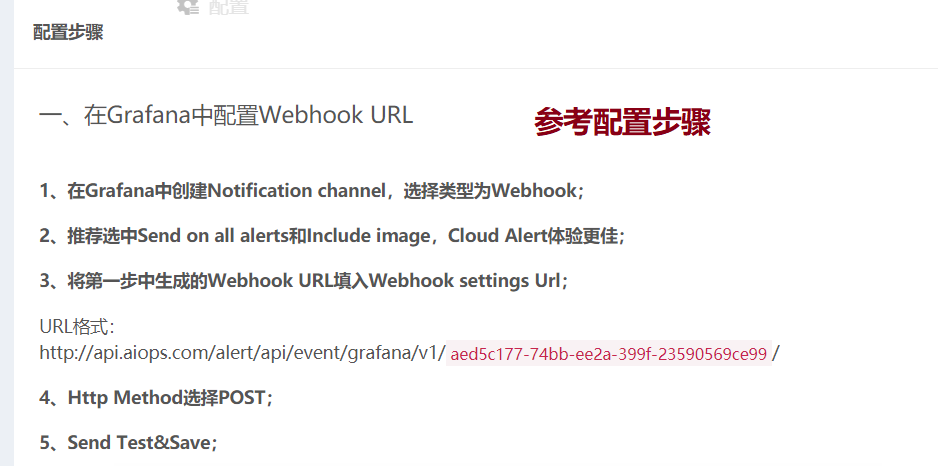 配置
配置步骤
一、在Grafana中配置Webhook URL
参考配置步骤
1、在Grafana中创建Notification channel，选择类型为Webhook；
2、推荐选中Send on all alerts和Include image，Cloud Alert体验更佳；
3、将第一步中生成的Webhook URL填入Webhook settings Url；
URL格式：
http://api.aiops.com/alert/api/event/grafana/v1/ aed5c177-74bb-ee2a-399f-23590569ce99 /
4、Http Method选择POST；
5、Send Test&Save；